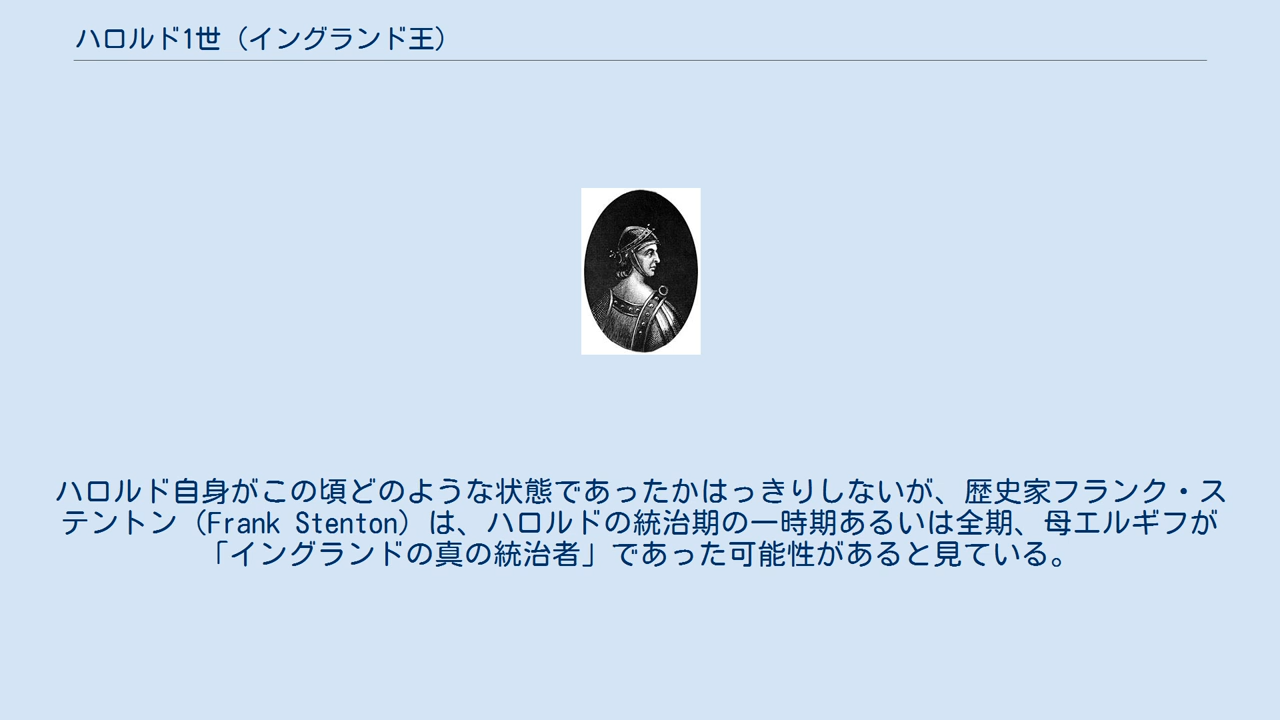 ハロルド1世（イングランド王）
ハロルド自身がこの頃どのような状態であったかはっきりしないが、歴史家フランク・ス
テントン（Frank Stenton）は、ハロルドの統治期の一時期あるいは全期、母エルギフが
「イングランドの真の統治者」であった可能性があると見ている。